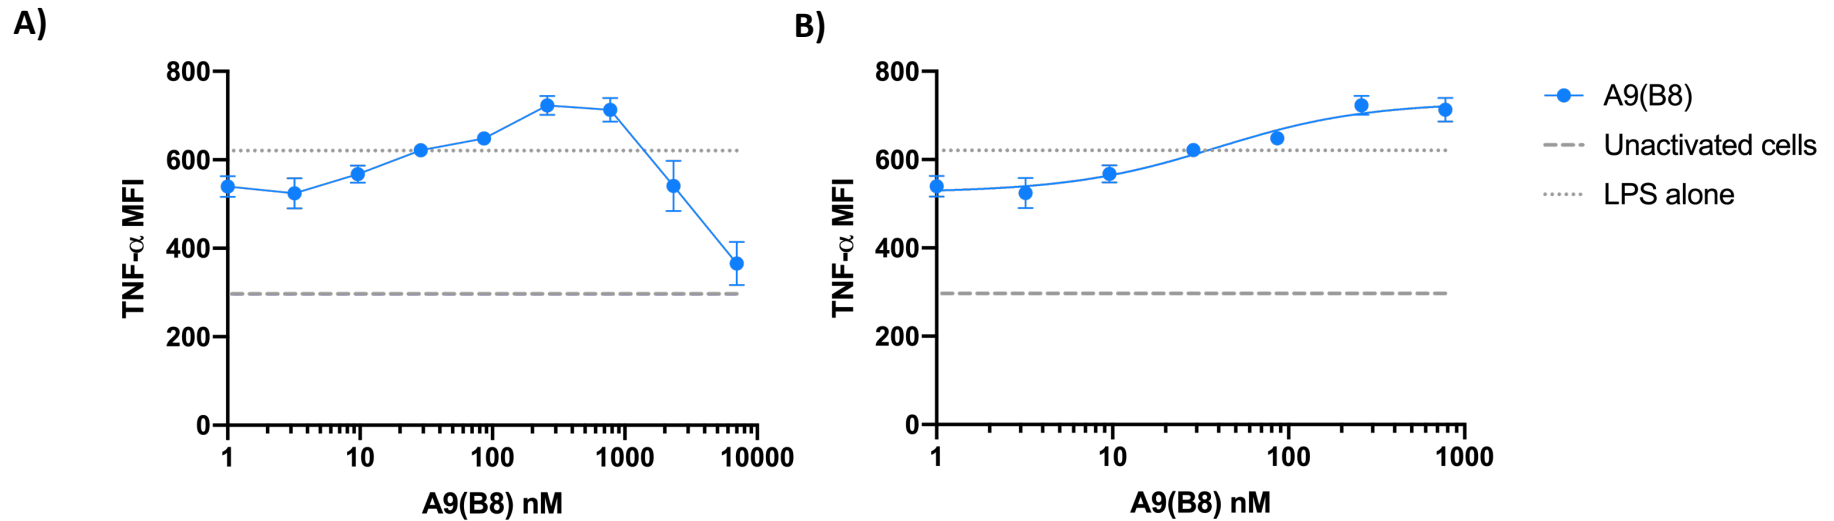 A)
TNF-α MFI
800
600
400
200
0
1 10 100 1000 10000
A9(B8) nM
B)
TNF-α MFI
800
600
400
200
0
1 10 100 1000
A9(B8) nM
A9(B8)
Unactivated cells
LPS alone